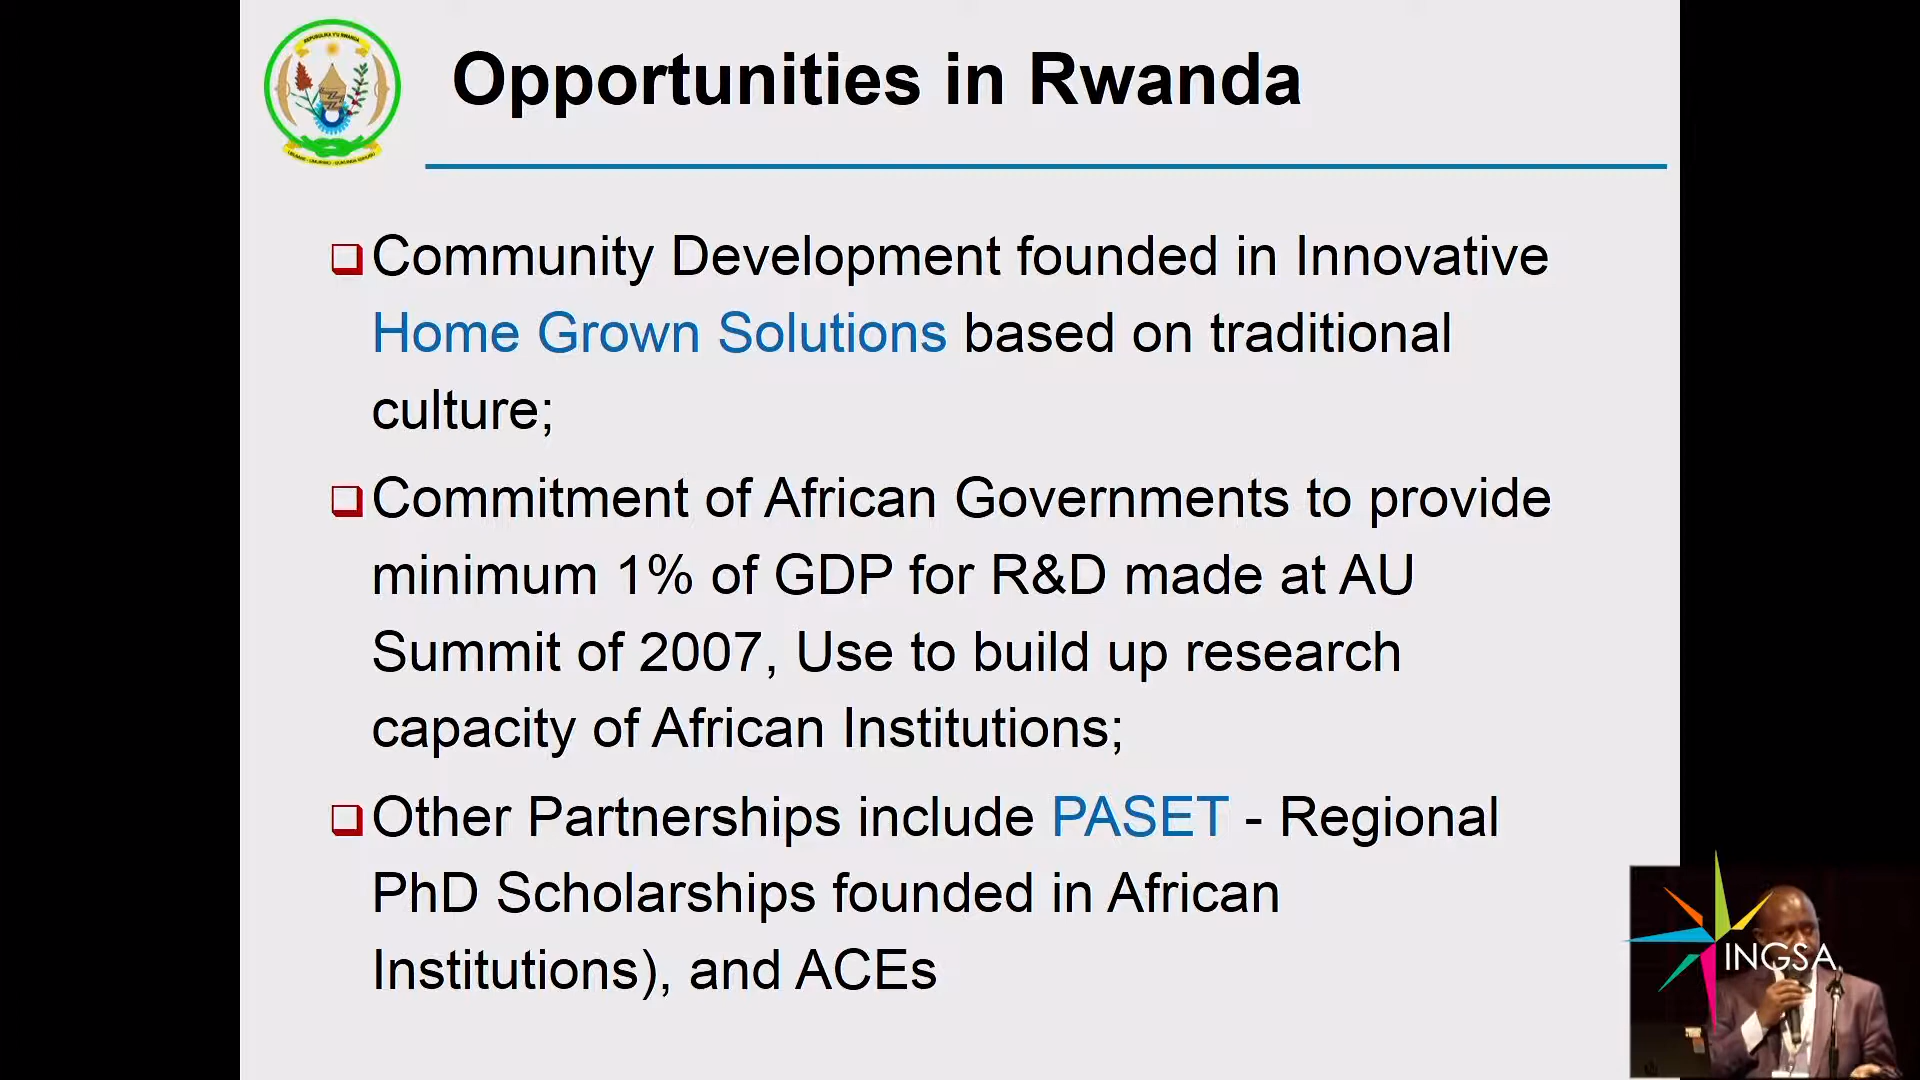 REPUBULIKA Y'U RWANDA
Opportunities in Rwanda
Community Development founded in Innovative
Home Grown Solutions based on traditional
culture;
Commitment of African Governments to provide
minimum 1% of GDP for R&D made at AU
Summit of 2007, Use to build up research
capacity of African Institutions;
Other Partnerships include PASET - Regional
PhD Scholarships founded in African
Institutions), and ACEs
INGSA